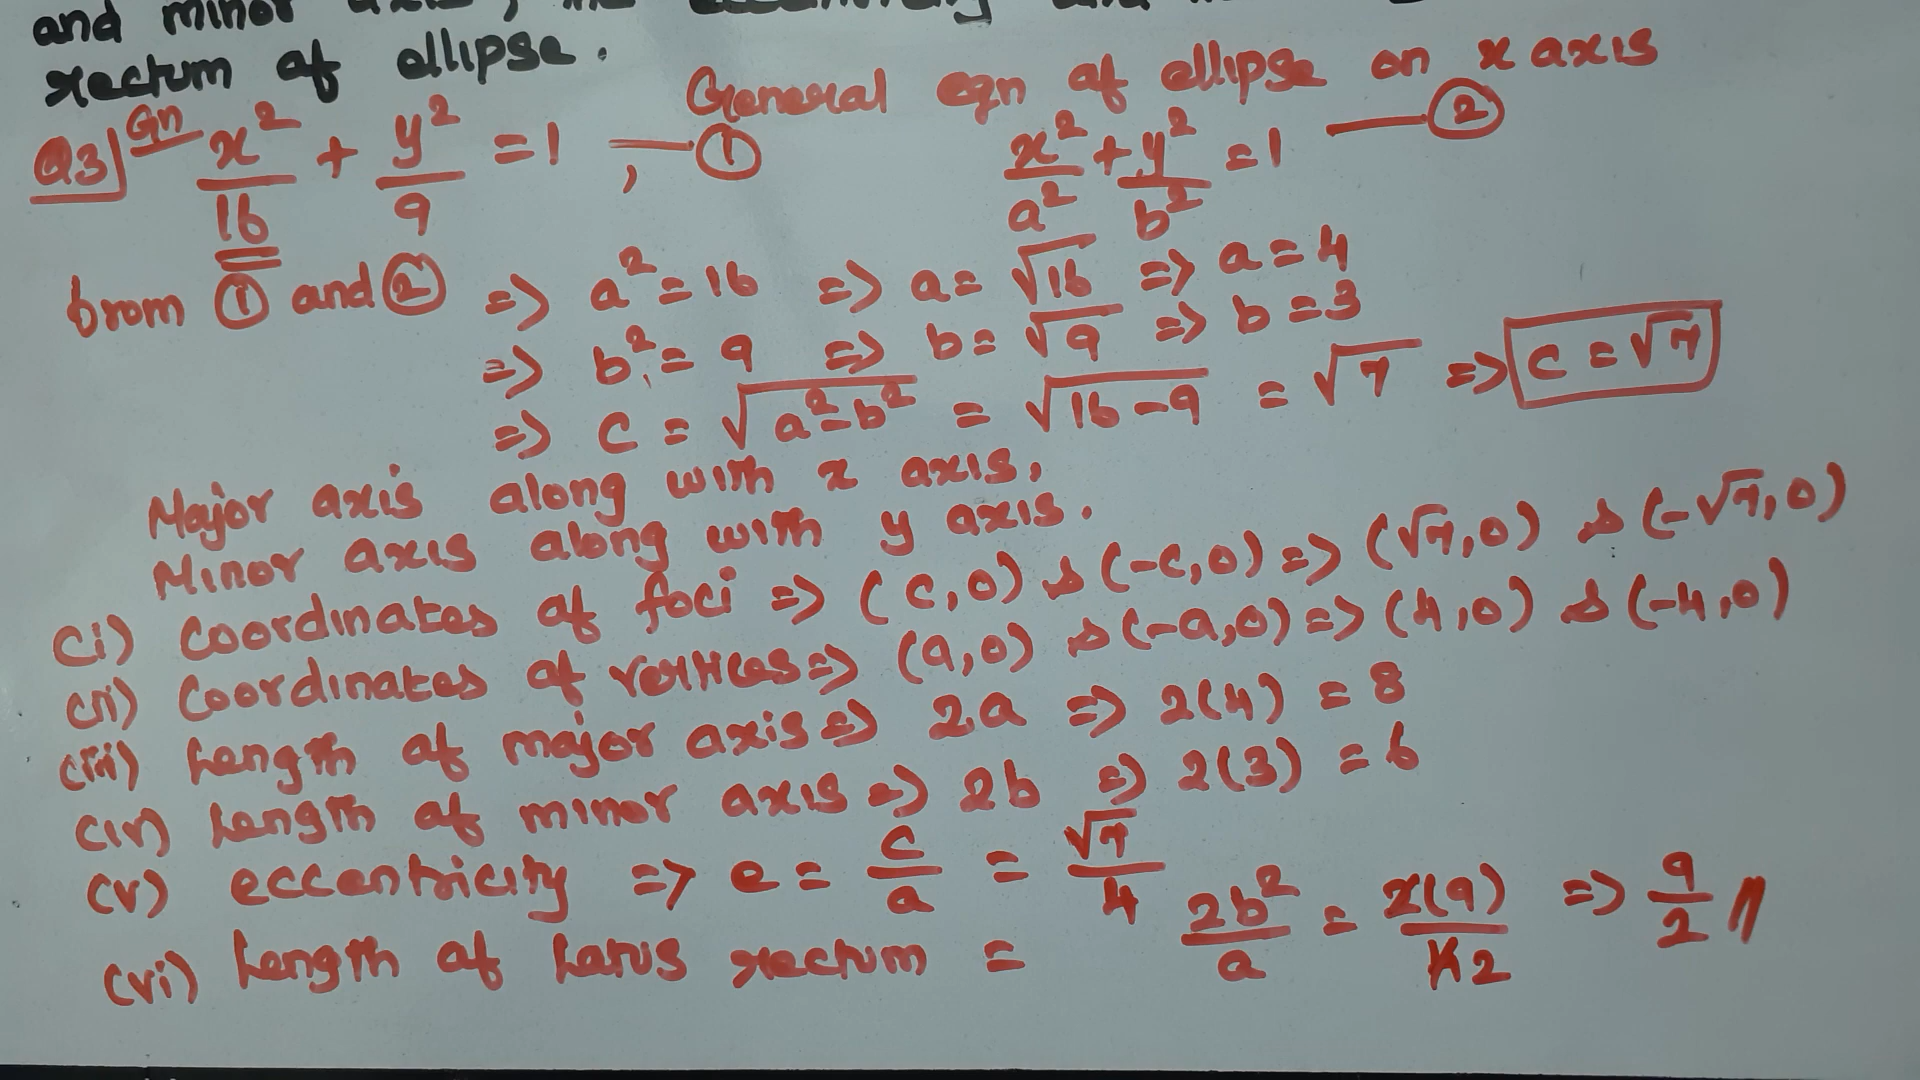 and minor
rectum of ellipse.
General eqn of ellipse on x axis
Q3) Gn x²/16 + y²/9 = 1, — ①
x²/a² + y²/b² = 1 — ②
from ① and ② => a² = 16 => a = √16 => a = 4
=> b² = 9 => b = √9 => b = 3
=> c = √a²-b² = √16-9 = √7 => c = √7
Major axis along with x axis,
Minor axis along with y axis.
(i) Coordinates of foci => (c,0) & (-c,0) => (√7,0) & (-√7,0)
(ii) Coordinates of vertices => (a,0) & (-a,0) => (4,0) & (-4,0)
(iii) Length of major axis => 2a => 2(4) = 8
(iv) Length of minor axis => 2b => 2(3) = 6
(v) eccentricity => e = c/a = √7/4
(vi) Length of Latus rectum = 2b²/a = 2(9)/4 2 => 9/2 //